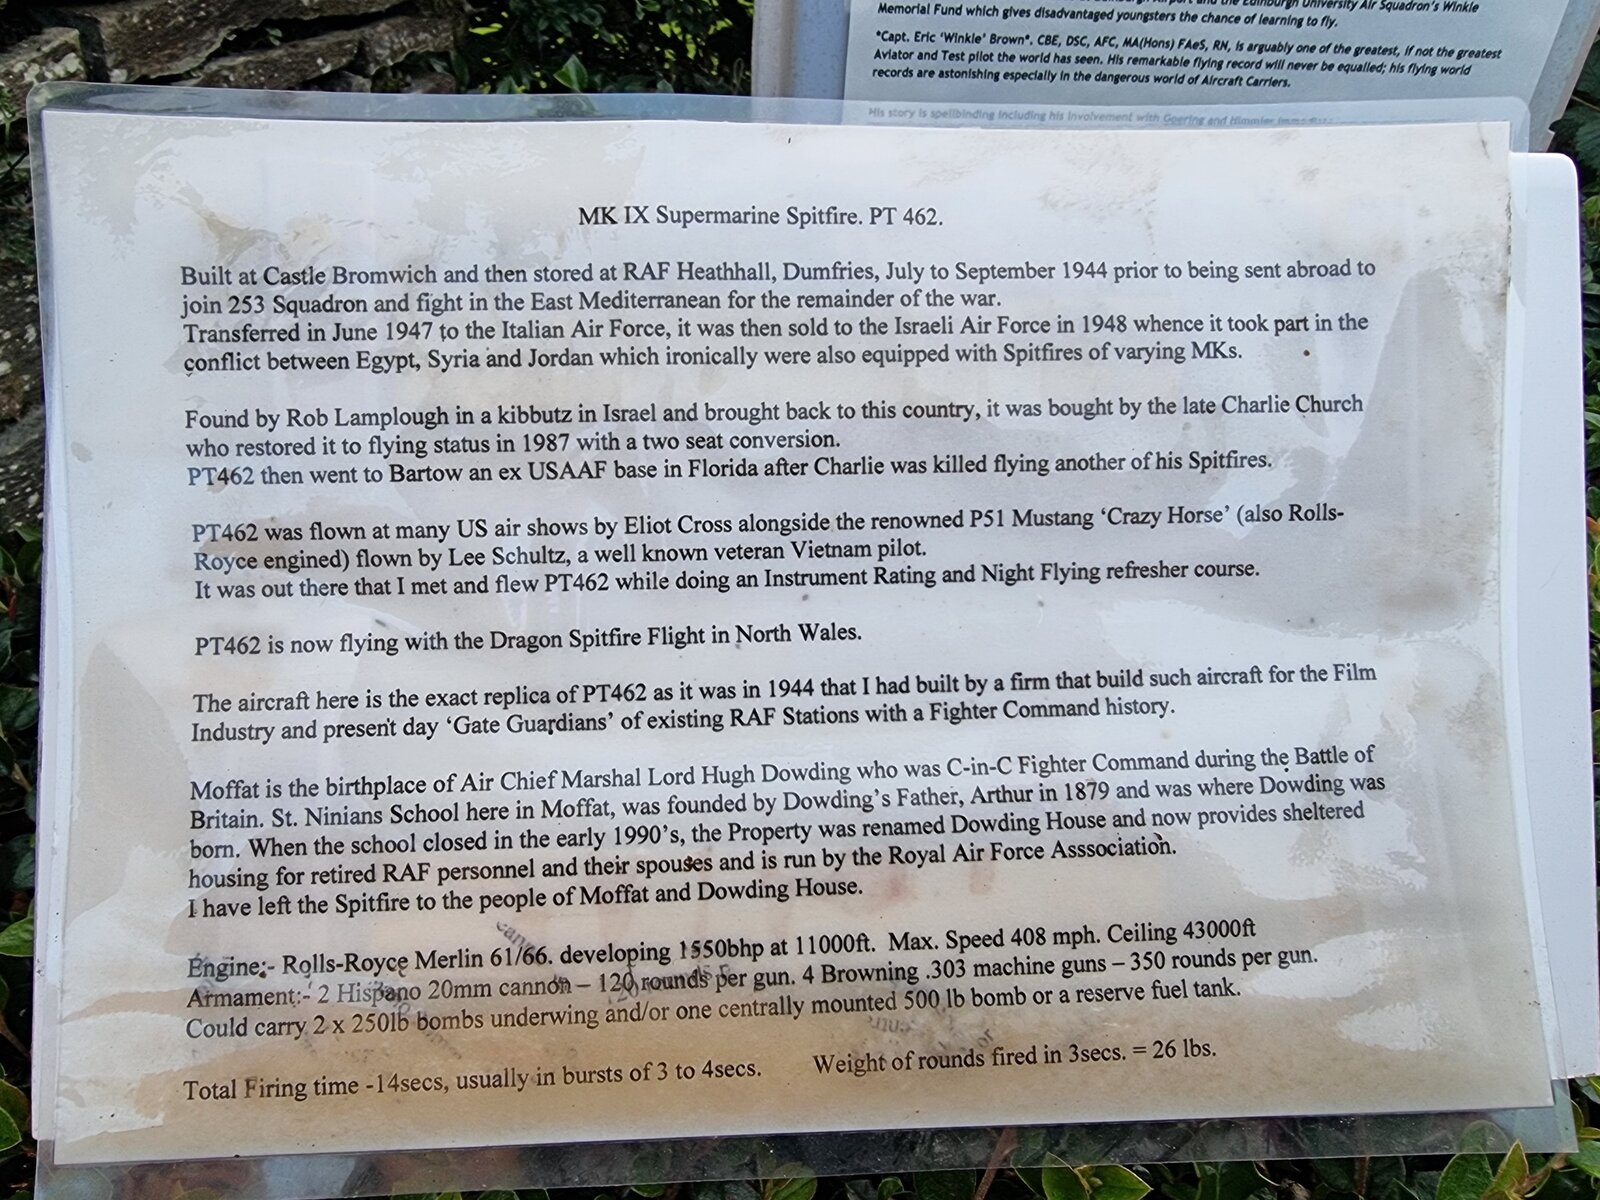 Memorial Fund which gives disadvantaged youngsters the chance of learning to fly.
*Capt. Eric 'Winkle' Brown*. CBE, DSC, AFC, MA(Hons) FAeS, RN, is arguably one of the greatest, if not the greatest
Aviator and Test pilot the world has seen. His remarkable flying record will never be equalled; his flying world
records are astonishing especially in the dangerous world of Aircraft Carriers.
His story is spellbinding including his involvement with Goering and Himmler
MK IX Supermarine Spitfire. PT 462.
Built at Castle Bromwich and then stored at RAF Heathhall, Dumfries, July to September 1944 prior to being sent abroad to
join 253 Squadron and fight in the East Mediterranean for the remainder of the war.
Transferred in June 1947 to the Italian Air Force, it was then sold to the Israeli Air Force in 1948 whence it took part in the
conflict between Egypt, Syria and Jordan which ironically were also equipped with Spitfires of varying MKs.
Found by Rob Lamplough in a kibbutz in Israel and brought back to this country, it was bought by the late Charlie Church
who restored it to flying status in 1987 with a two seat conversion.
PT462 then went to Bartow an ex USAAF base in Florida after Charlie was killed flying another of his Spitfires.
PT462 was flown at many US air shows by Eliot Cross alongside the renowned P51 Mustang 'Crazy Horse' (also Rolls-
Royce engined) flown by Lee Schultz, a well known veteran Vietnam pilot.
It was out there that I met and flew PT462 while doing an Instrument Rating and Night Flying refresher course.
PT462 is now flying with the Dragon Spitfire Flight in North Wales.
The aircraft here is the exact replica of PT462 as it was in 1944 that I had built by a firm that build such aircraft for the Film
Industry and present day 'Gate Guardians' of existing RAF Stations with a Fighter Command history.
Moffat is the birthplace of Air Chief Marshal Lord Hugh Dowding who was C-in-C Fighter Command during the Battle of
Britain. St. Ninians School here in Moffat, was founded by Dowding's Father, Arthur in 1879 and was where Dowding was
born. When the school closed in the early 1990's, the Property was renamed Dowding House and now provides sheltered
housing for retired RAF personnel and their spouses and is run by the Royal Air Force Asssociation.
I have left the Spitfire to the people of Moffat and Dowding House.
Engine:- Rolls-Royce Merlin 61/66. developing 1550bhp at 11000ft. Max. Speed 408 mph. Ceiling 43000ft
Armament:- 2 Hispano 20mm cannon – 120 rounds per gun. 4 Browning .303 machine guns – 350 rounds per gun.
Could carry 2 x 250lb bombs underwing and/or one centrally mounted 500 lb bomb or a reserve fuel tank.
Total Firing time -14secs, usually in bursts of 3 to 4secs. Weight of rounds fired in 3secs. = 26 lbs.